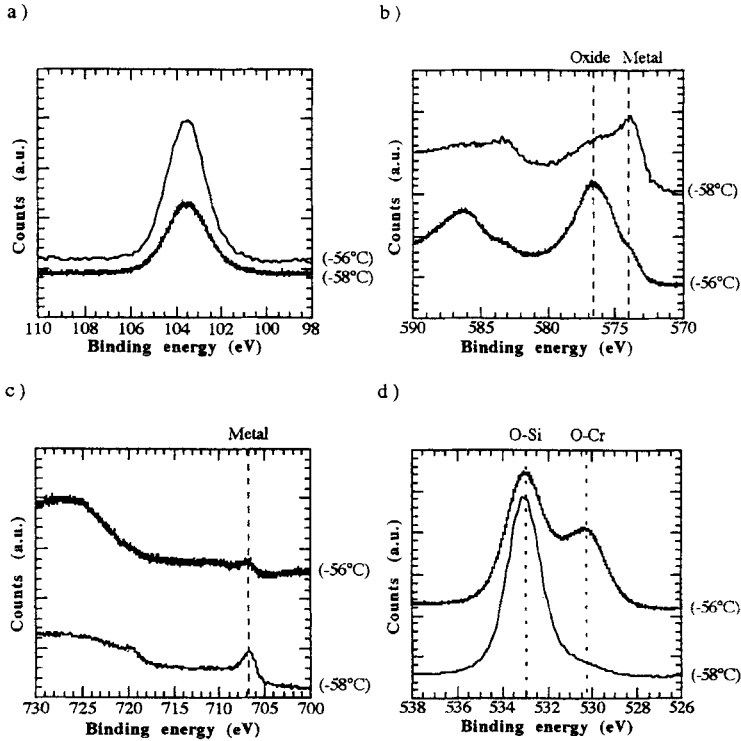 a)
Counts (a.u.)
(-56°C)
(-58°C)
110 108 106 104 102 100 98
Binding energy (eV)
b)
Oxide Metal
Counts (a.u.)
(-58°C)
(-56°C)
590 585 580 575 570
Binding energy (eV)
c)
Metal
Counts (a.u.)
(-56°C)
(-58°C)
730 725 720 715 710 705 700
Binding energy (eV)
d)
O-Si O-Cr
Counts (a.u.)
(-56°C)
(-58°C)
538 536 534 532 530 528 526
Binding energy (eV)